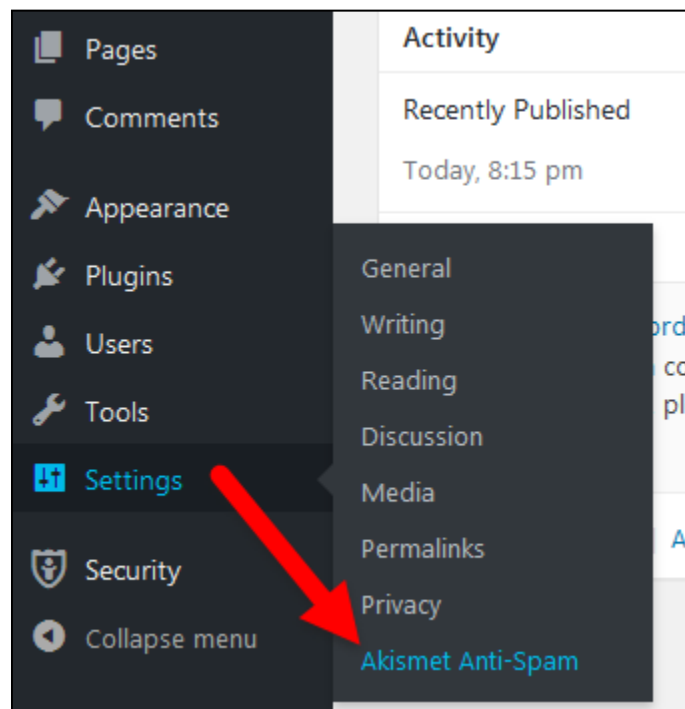 Pages
Comments
Appearance
Plugins
Users
Tools
Settings
Security
Collapse menu
General
Writing
Reading
Discussion
Media
Permalinks
Privacy
Akismet Anti-Spam
Activity
Recently Published
Today, 8:15 pm